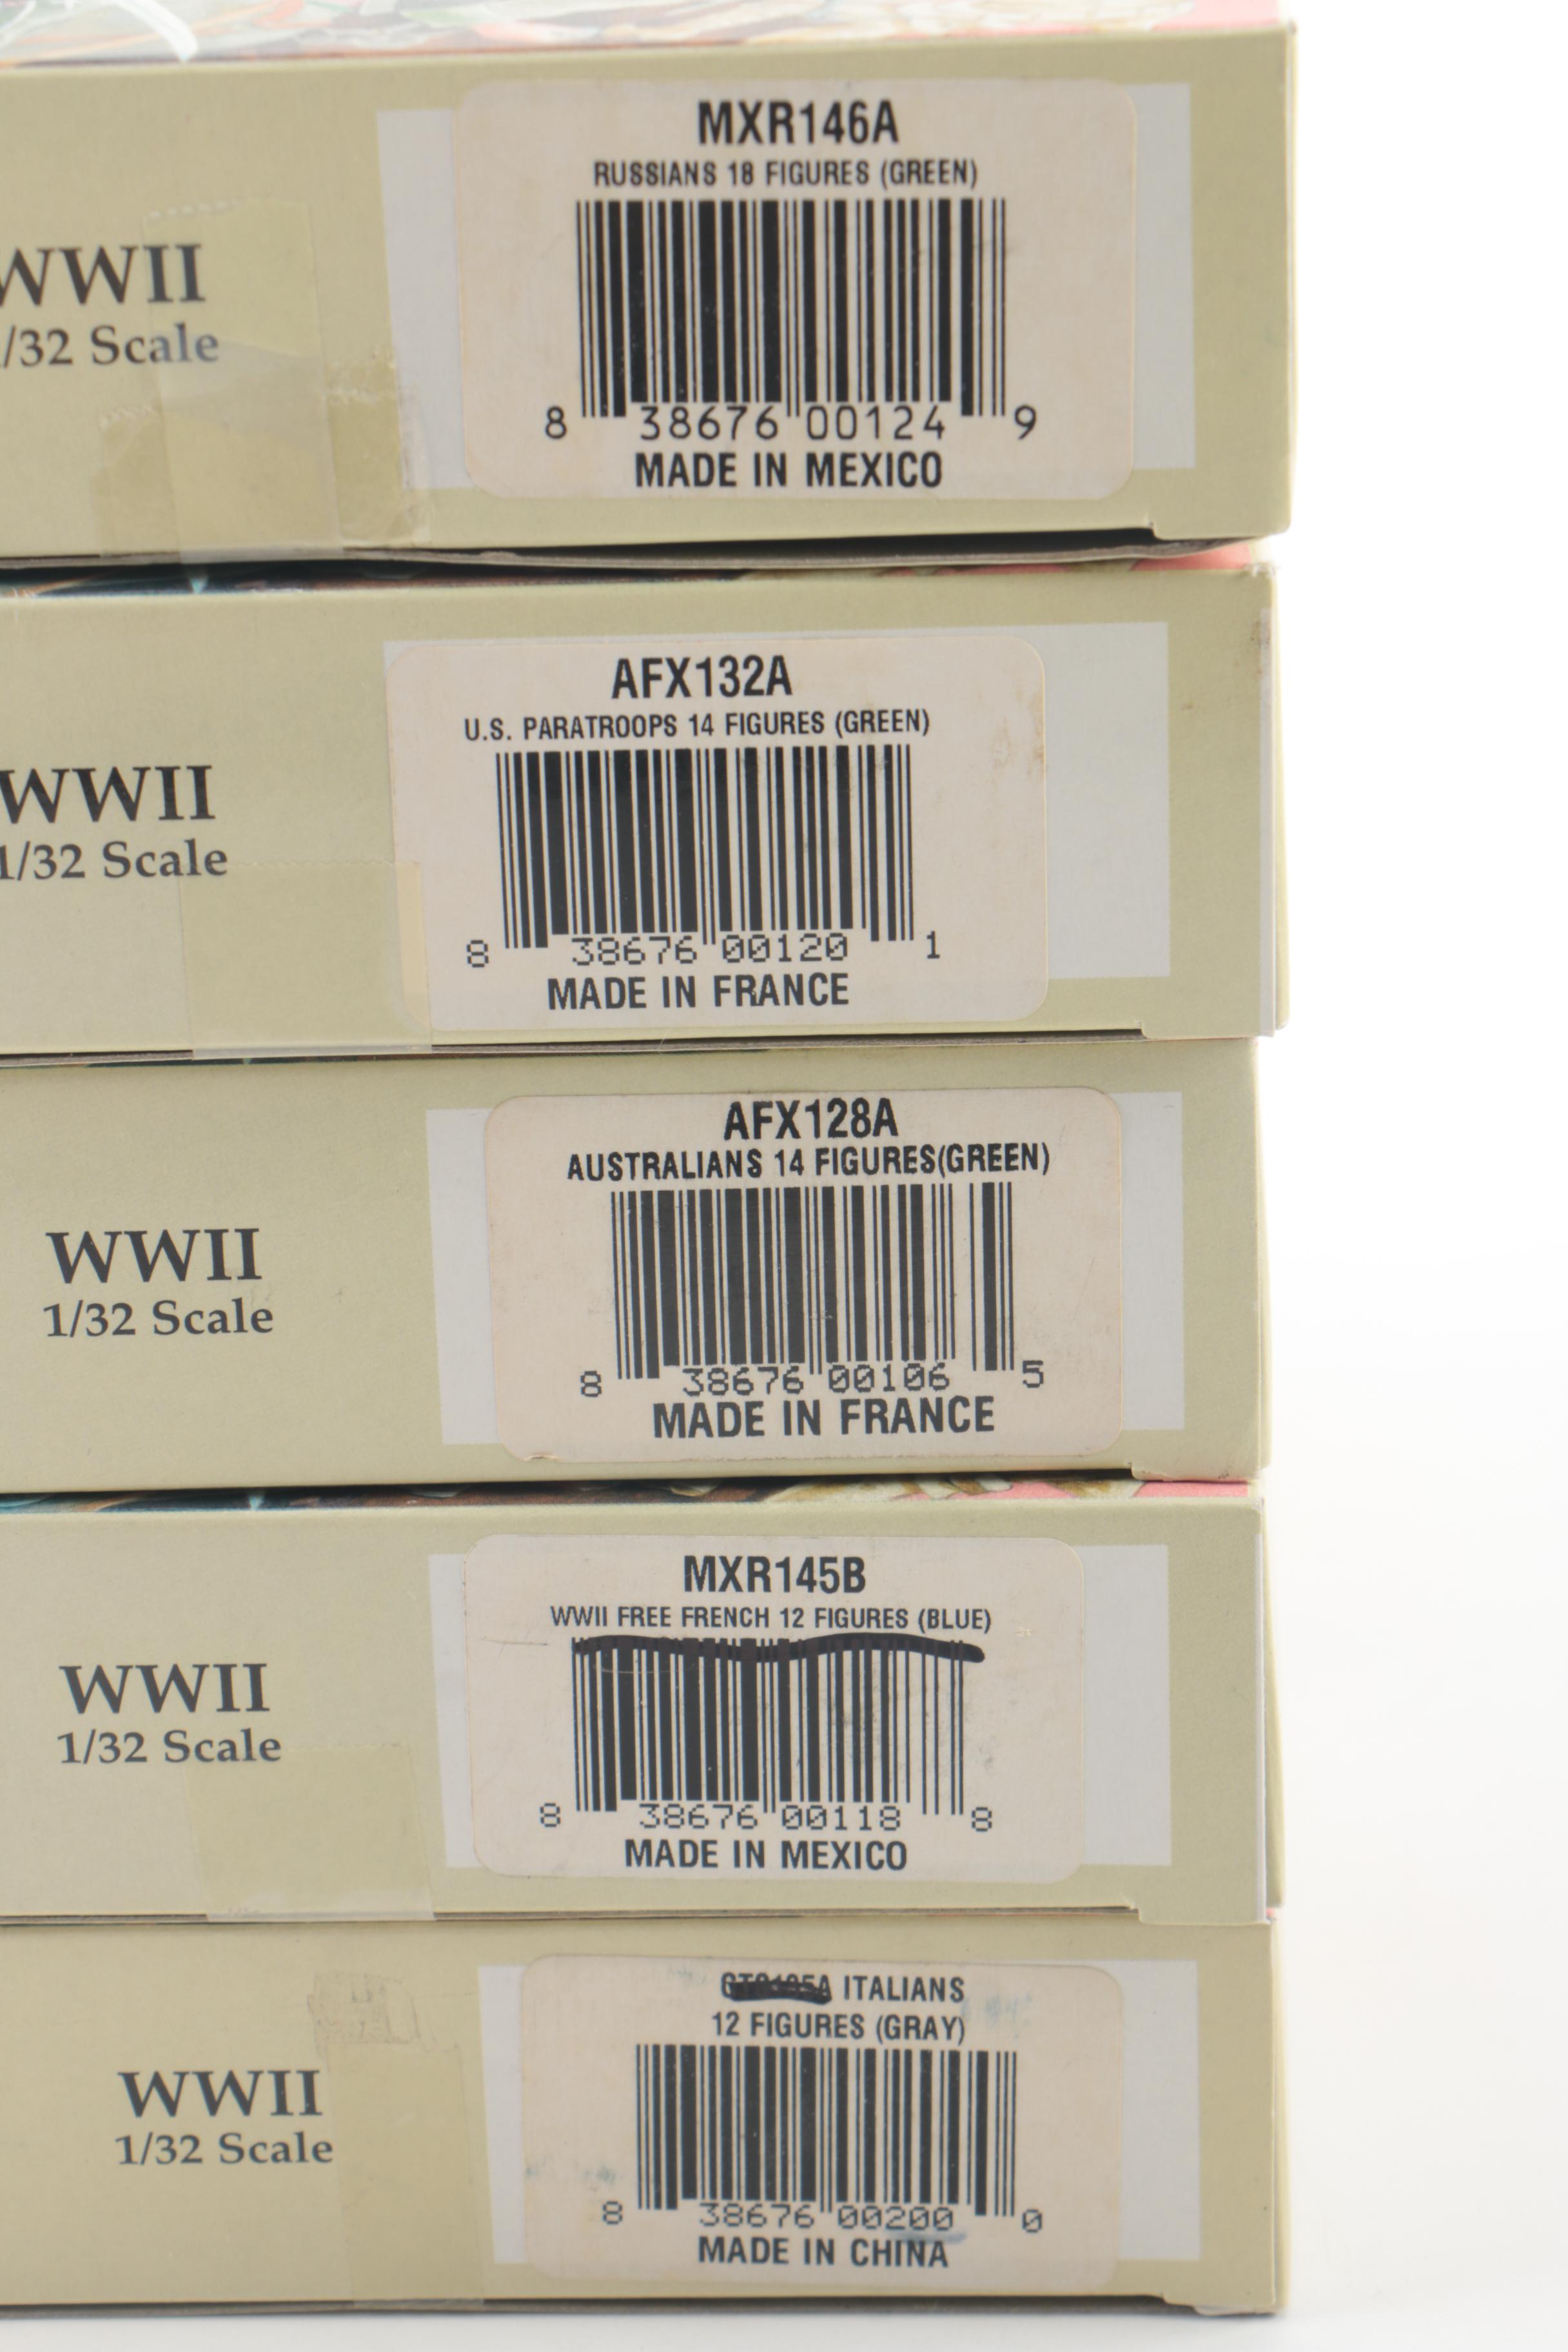 MXR146A
RUSSIANS 18 FIGURES (GREEN)
WWII
/32 Scale
8 38676 00124 9
MADE IN MEXICO
AFX132A
U.S. PARATROOPS 14 FIGURES (GREEN)
WWII
1/32 Scale
8 38676 00120 1
MADE IN FRANCE
AFX128A
AUSTRALIANS 14 FIGURES(GREEN)
WWII
1/32 Scale
8 38676 00106 5
MADE IN FRANCE
MXR145B
WWII FREE FRENCH 12 FIGURES (BLUE)
WWII
1/32 Scale
8 38676 00118 8
MADE IN MEXICO
ITALIANS
12 FIGURES (GRAY)
WWII
1/32 Scale
8 38676 00200 0
MADE IN CHINA